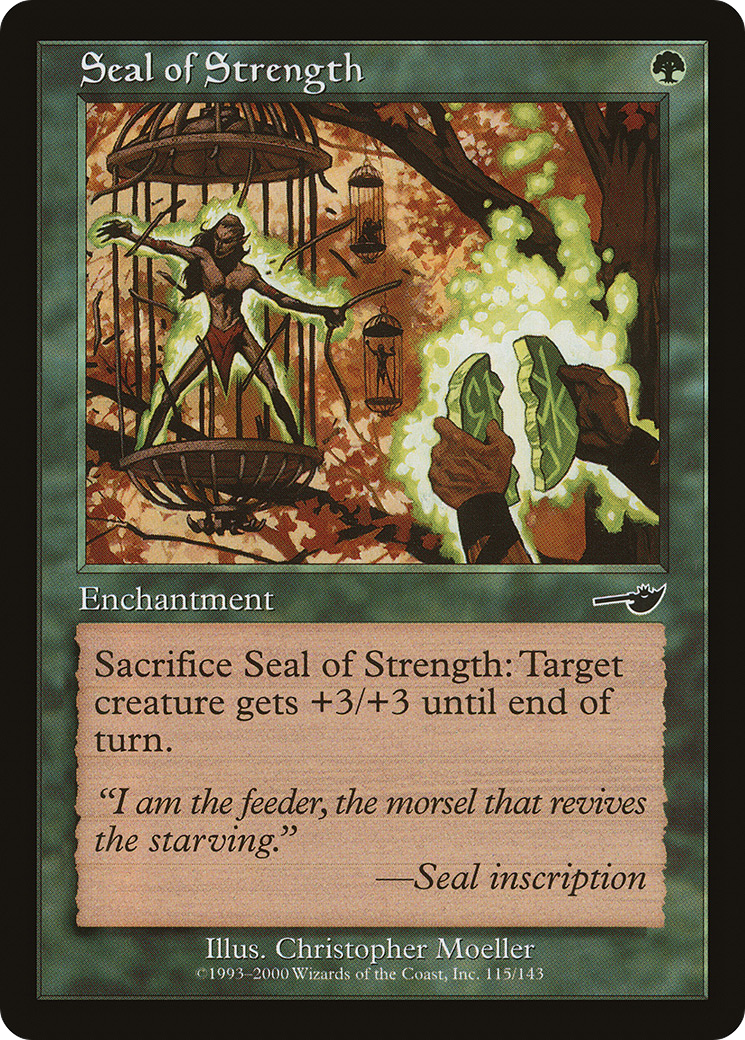 Seal of Strength
Enchantment
Sacrifice Seal of Strength: Target
creature gets +3/+3 until end of
turn.
“I am the feeder, the morsel that revives
the starving.”
—Seal inscription
Illus. Christopher Moeller
©1993–2000 Wizards of the Coast, Inc. 115/143